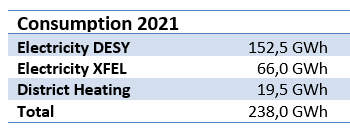 Consumption 2021
Electricity DESY 152,5 GWh
Electricity XFEL 66,0 GWh
District Heating 19,5 GWh
Total 238,0 GWh